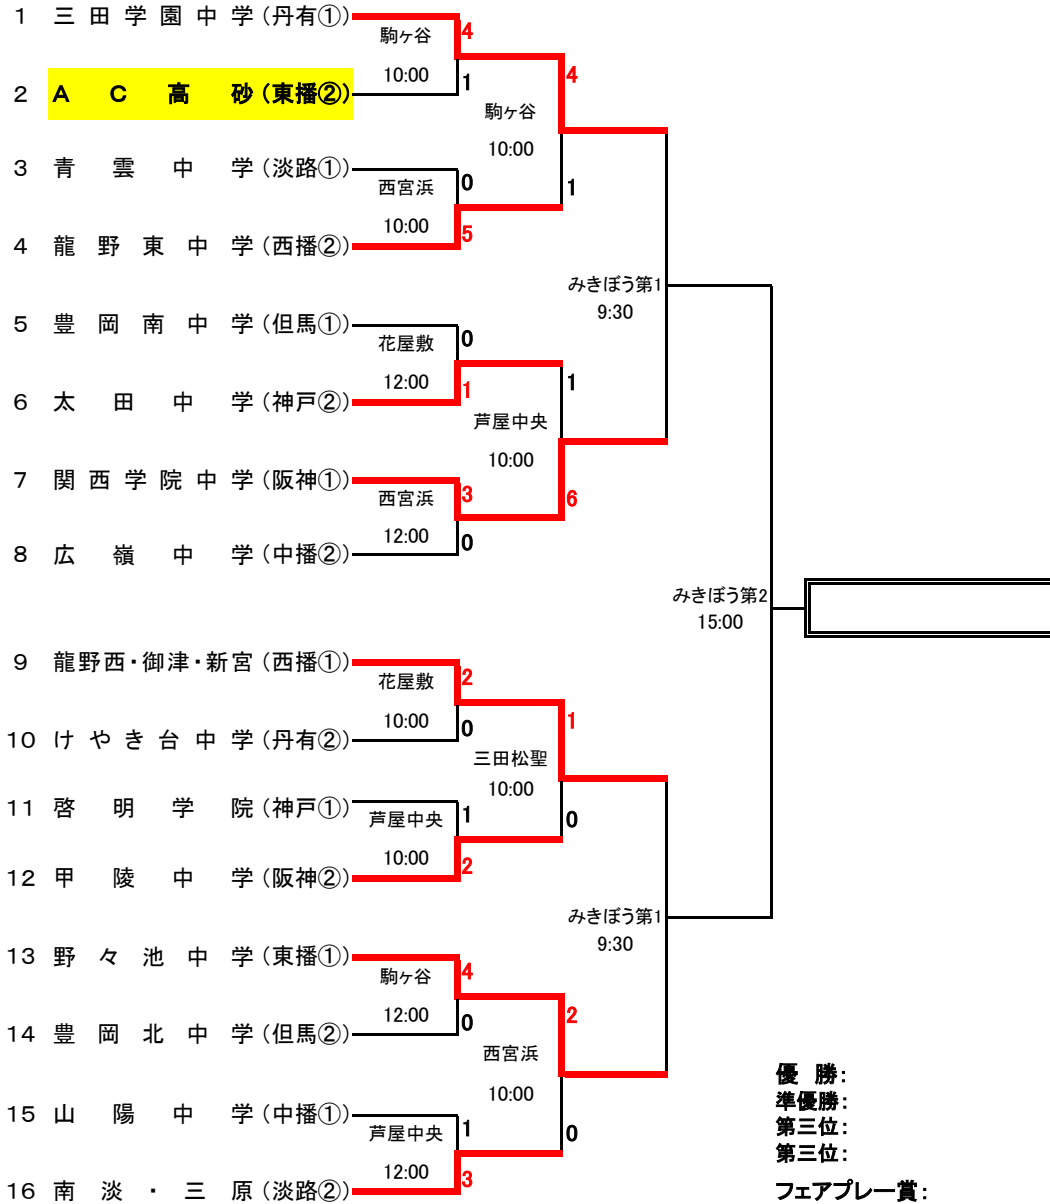 1 三田学園中学(丹有①)
4
駒ヶ谷
10:00
2 AC高砂(東播②)
1
4
駒ヶ谷
10:00
3 青雲中学(淡路①)
0
西宮浜
10:00
1
4 龍野東中学(西播②)
5
みきぼう第1
9:30
5 豊岡南中学(但馬①)
0
花屋敷
12:00
6 太田中学(神戸②)
1
1
芦屋中央
10:00
7 関西学院中学(阪神①)
3
西宮浜
12:00
6
8 広嶺中学(中播②)
0
みきぼう第2
15:00
9 龍野西・御津・新宮(西播①)
2
花屋敷
10:00
10 けやき台中学(丹有②)
0
1
三田松聖
10:00
11 啓明学院(神戸①)
1
芦屋中央
10:00
0
12 甲陵中学(阪神②)
2
みきぼう第1
9:30
13 野々池中学(東播①)
4
駒ヶ谷
12:00
14 豊岡北中学(但馬②)
0
2
西宮浜
10:00
15 山陽中学(中播①)
1
芦屋中央
12:00
0
16 南淡・三原(淡路②)
3
優勝:
準優勝:
第三位:
第三位:
フェアプレー賞: